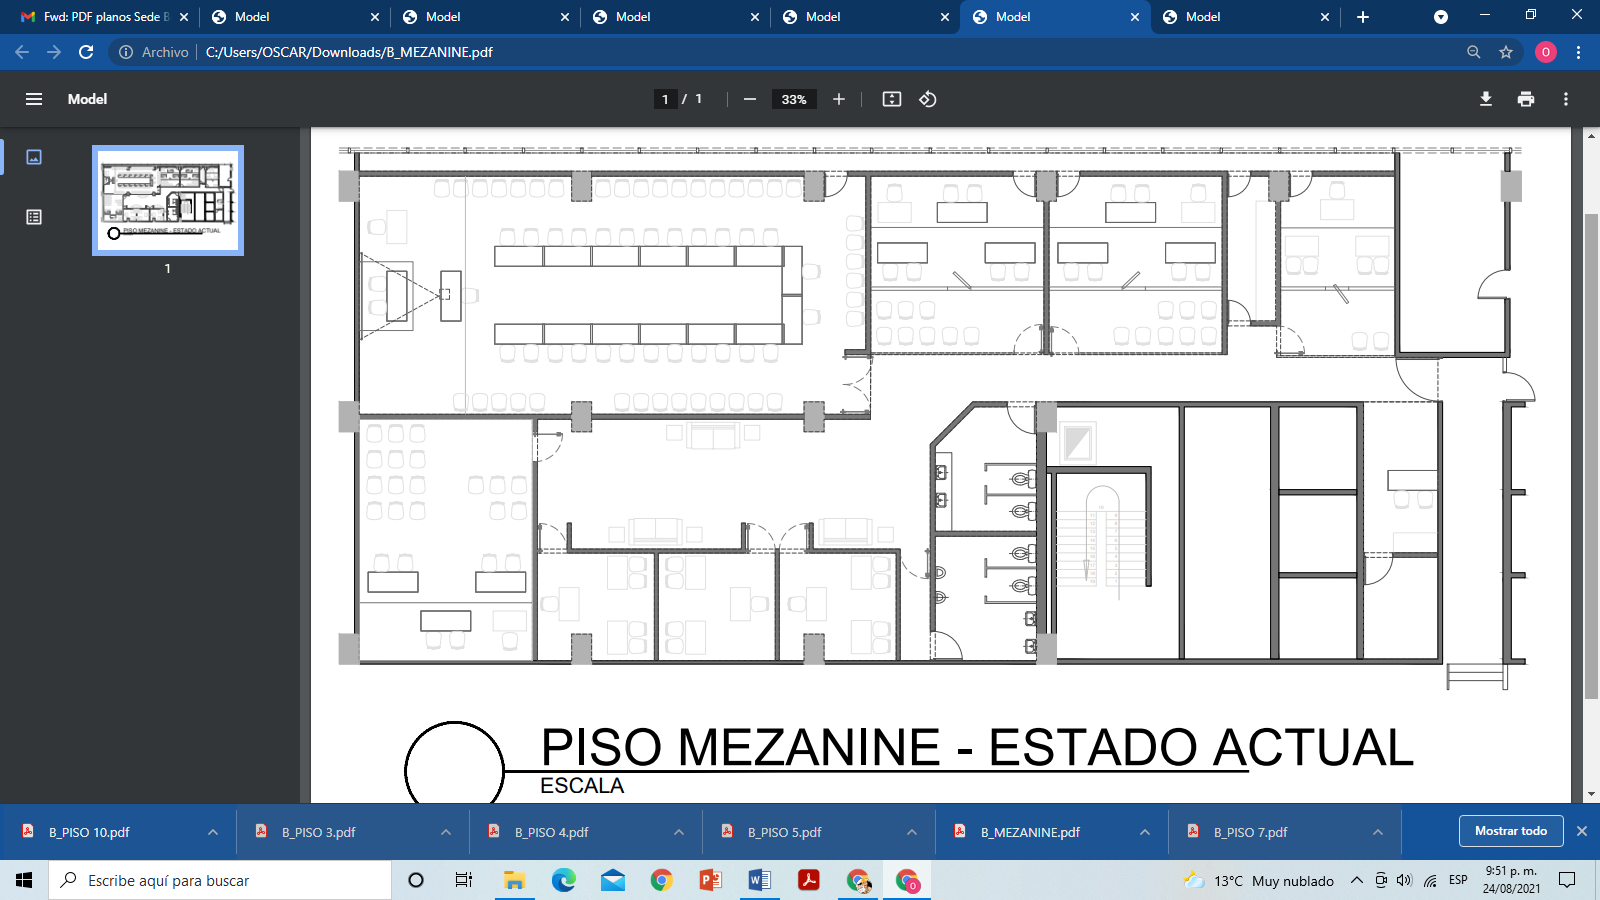 Fwd: PDF planos Sede B
Model
Model
Model
Model
Model
Model
Archivo
C:/Users/OSCAR/Downloads/B_MEZANINE.pdf
O
Model
1 / 1
33%
PISO MEZANINE - ESTADO ACTUAL
1
PISO MEZANINE - ESTADO ACTUAL
ESCALA
B_PISO 10.pdf
B_PISO 3.pdf
B_PISO 4.pdf
B_PISO 5.pdf
B_MEZANINE.pdf
B_PISO 7.pdf
Mostrar todo
Escribe aquí para buscar
13°C Muy nublado
ESP
9:51 p. m.
24/08/2021